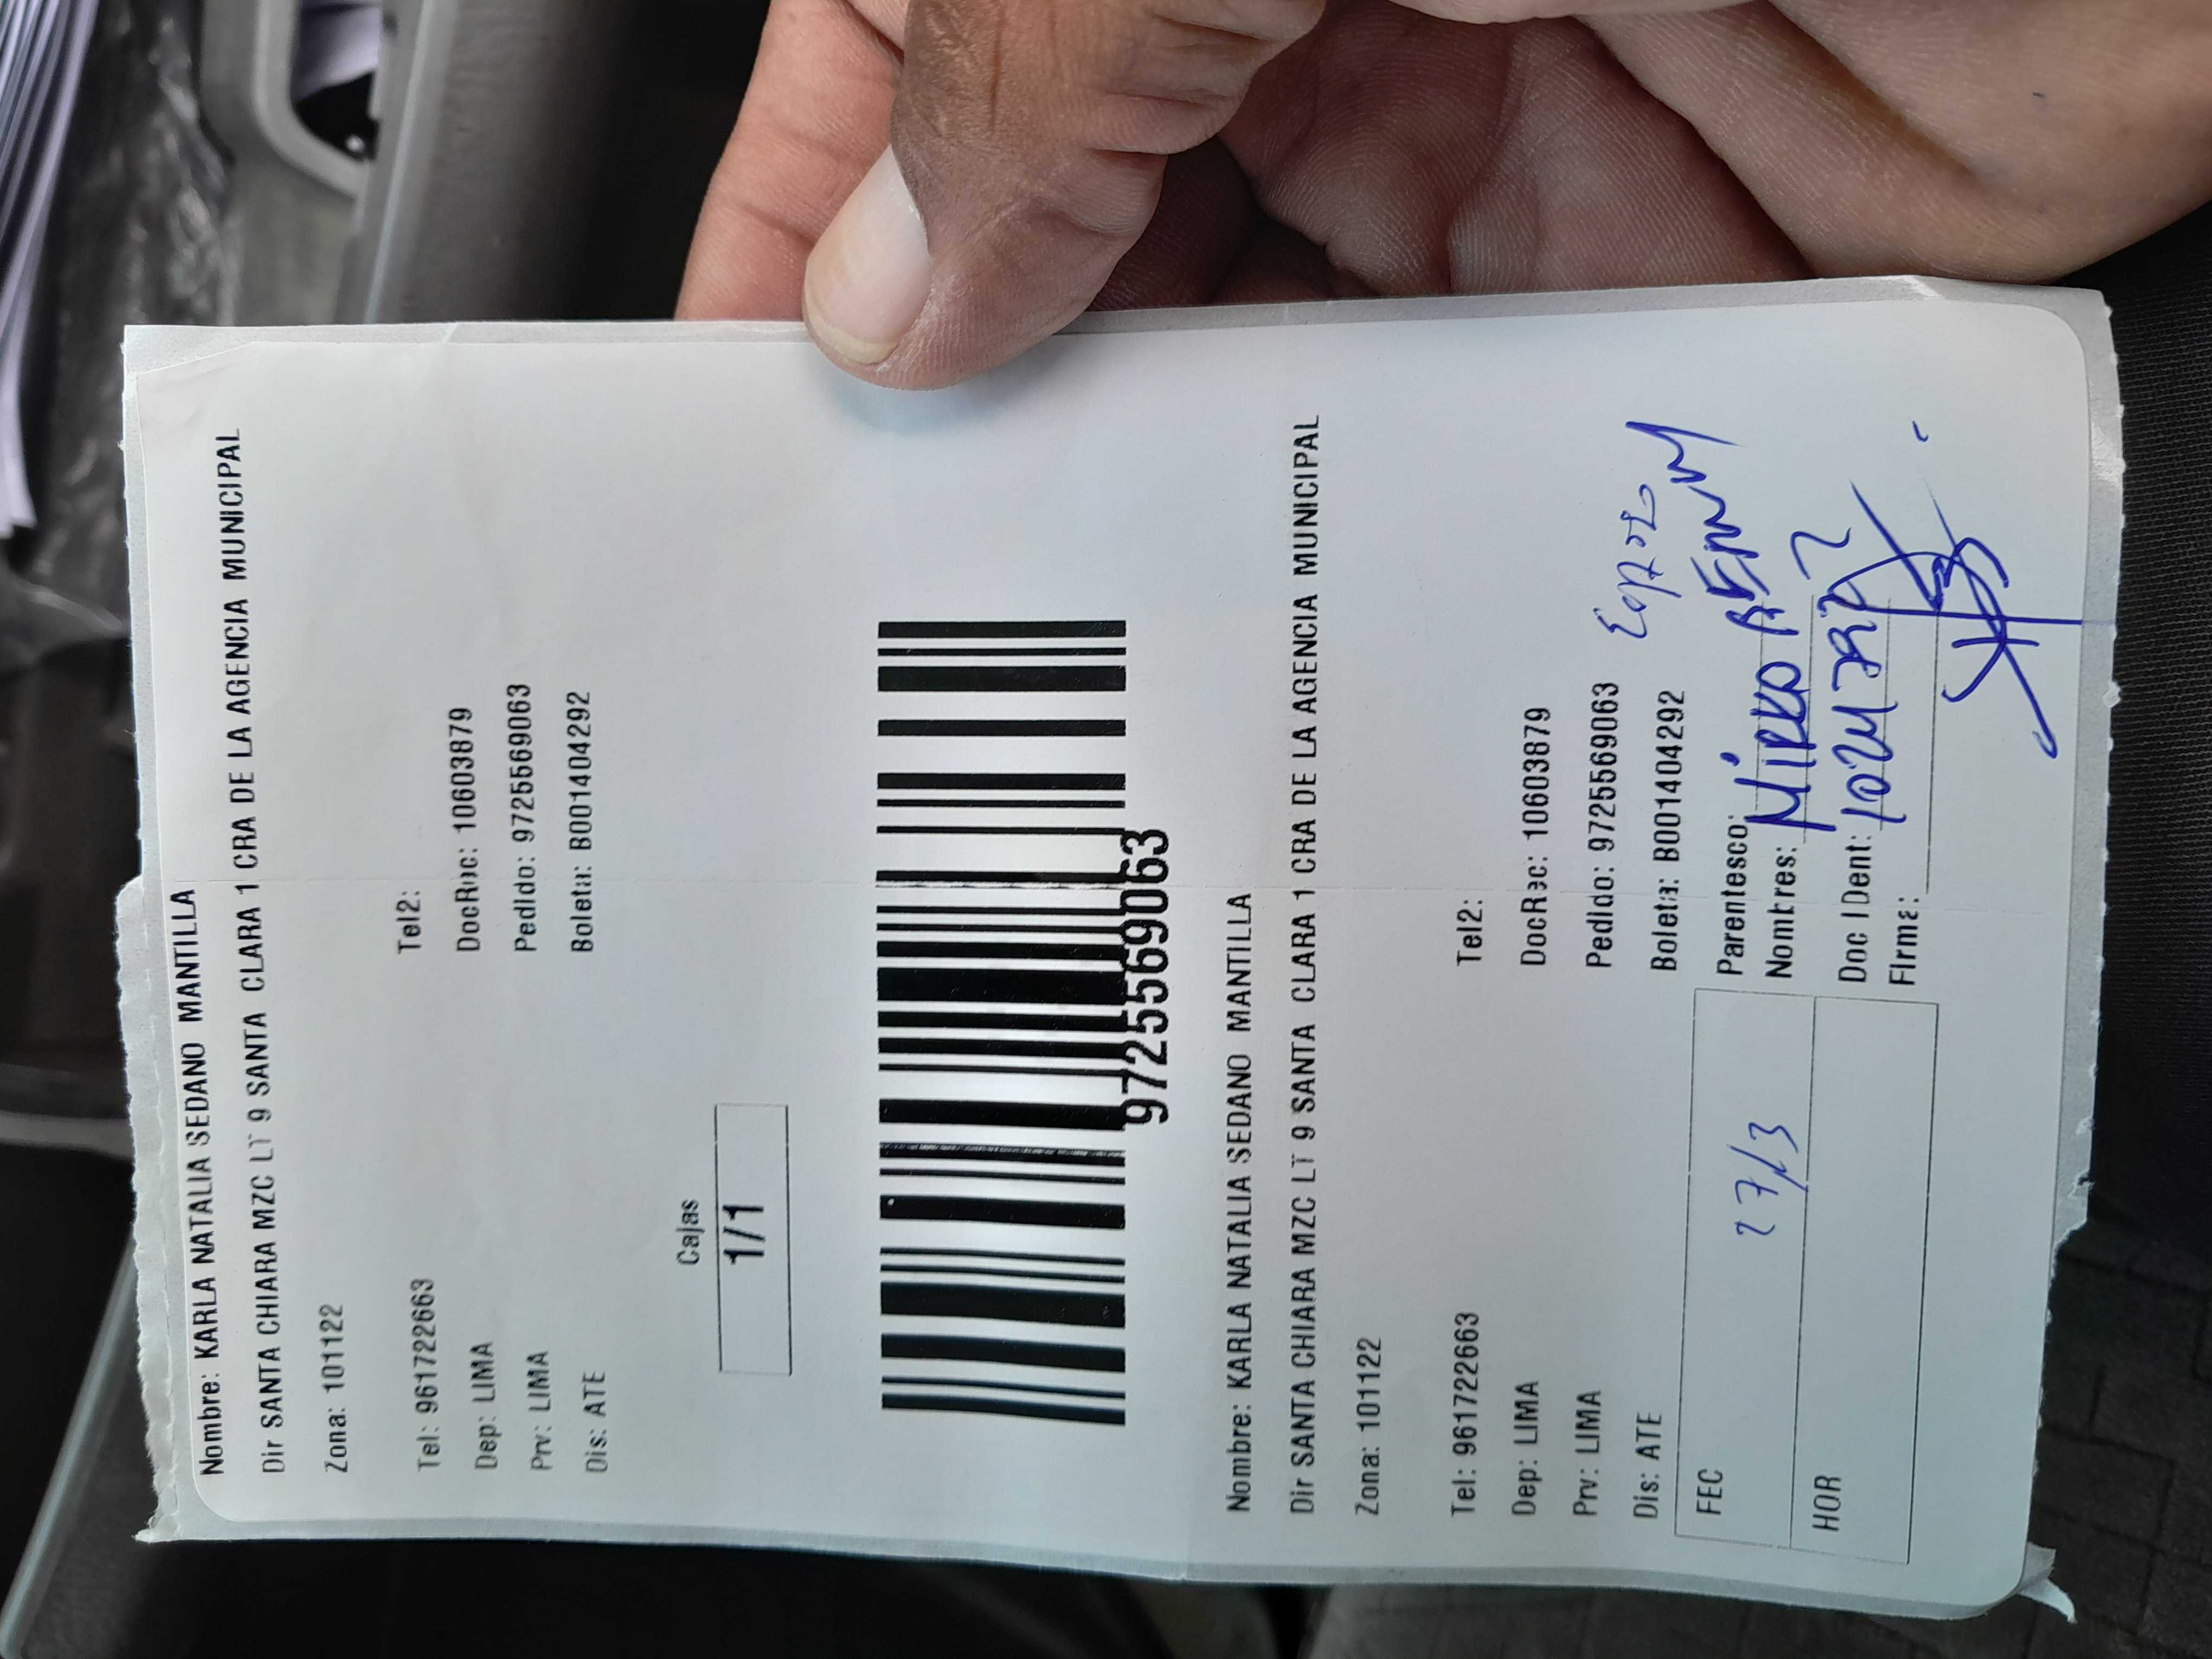 Nombre: KARLA NATALIA SEDANO MANTILLA
Dir SANTA CHIARA MZC LT 9 SANTA CLARA 1 CRA DE LA AGENCIA MUNICIPAL
Zona: 101122
Tel: 961722663 Tel2:
Dep: LIMA DocRec: 10603879
Prv: LIMA Pedido: 9725569063
Dis: ATE Boleta: B001404292
Cajas
1/1
9725569063
Nombre: KARLA NATALIA SEDANO MANTILLA
Dir SANTA CHIARA MZC LT 9 SANTA CLARA 1 CRA DE LA AGENCIA MUNICIPAL
Zona: 101122
Tel: 961722663 Tel2:
Dep: LIMA DocRec: 10603879
Prv: LIMA Pedido: 9725569063
Dis: ATE Boleta: B001404292
FEC 27/3 Parentesco:
Nombres:
HOR Doc IDent:
Firma: